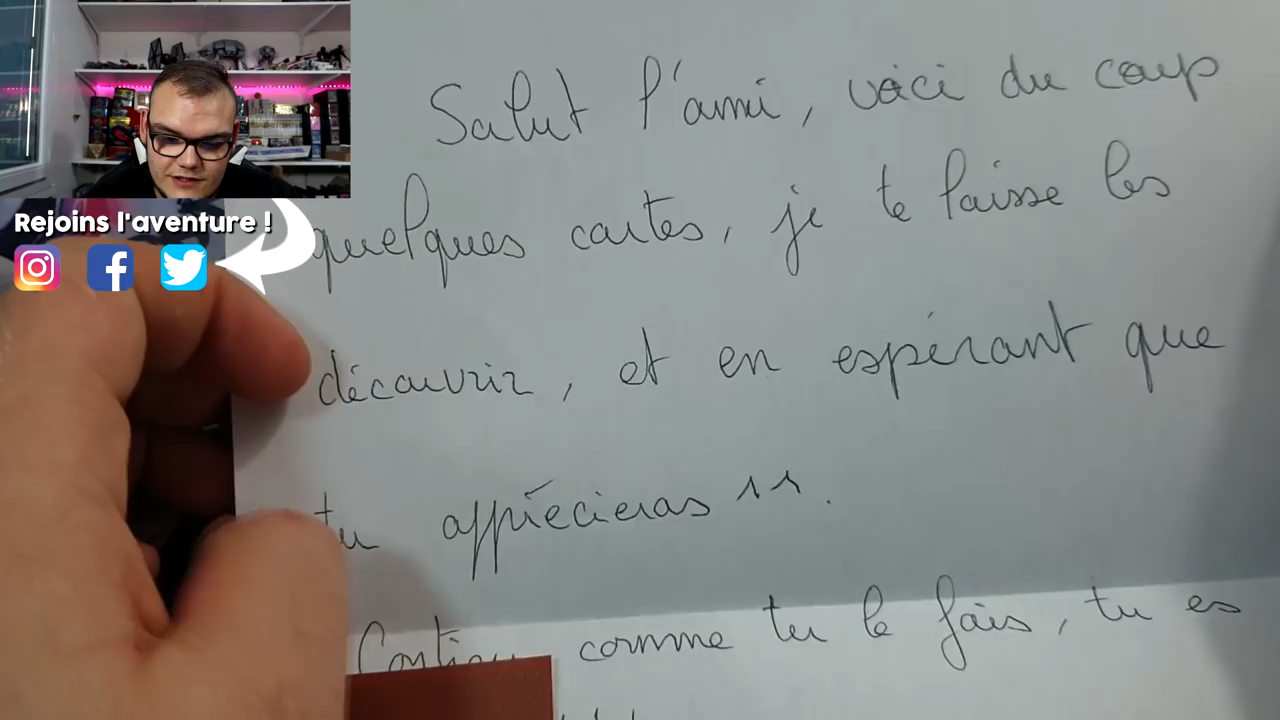 Rejoins l'aventure !
Salut l'ami, voici du coup
quelques cartes, je te laisse les
découvrir, et en espérant que
tu apprécieras ^^.
comme tu le fais, tu es